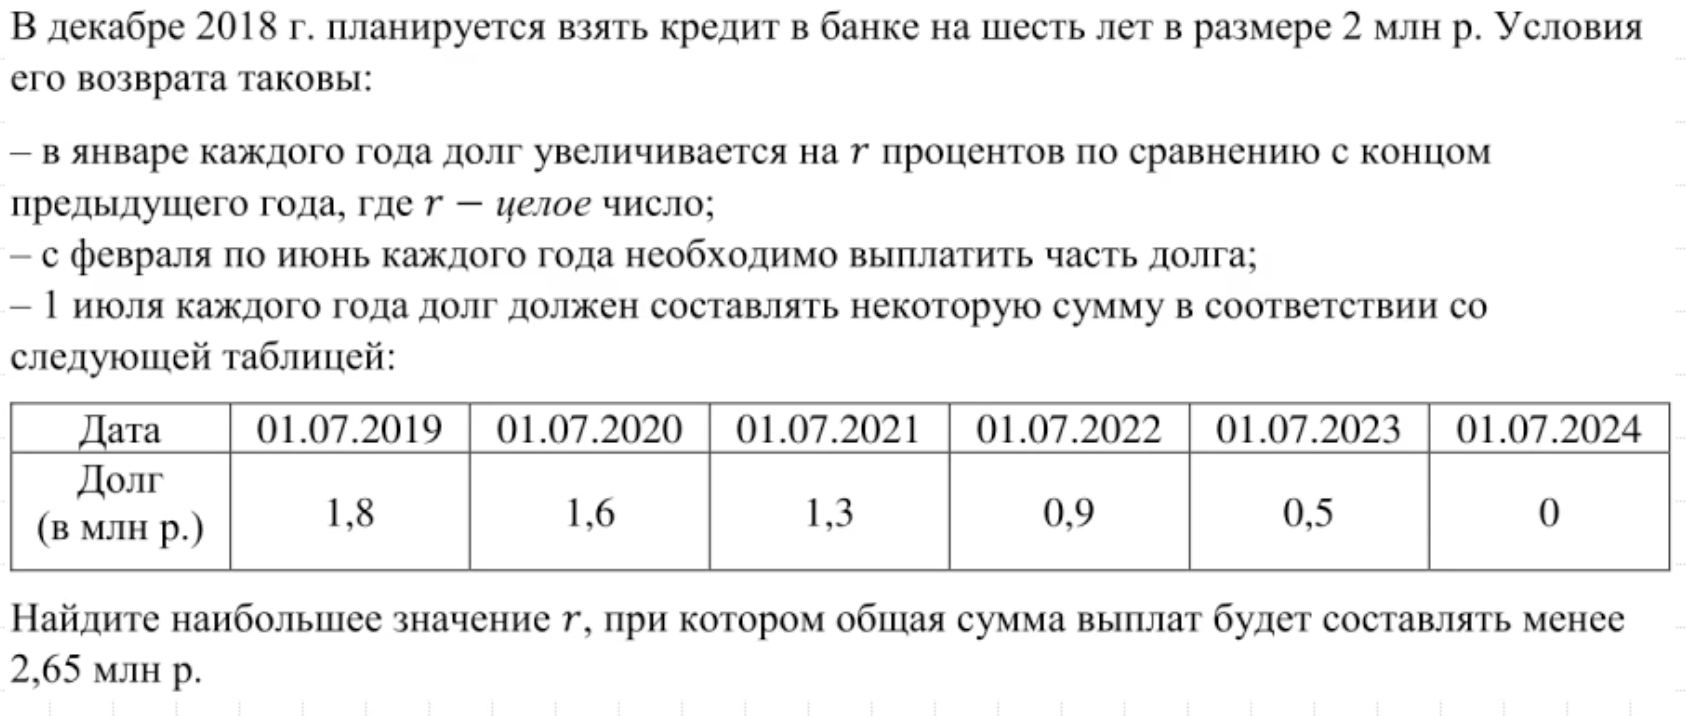 В декабре 2018 г. планируется взять кредит в банке на шесть лет в размере 2 млн р. Условия
его возврата таковы:
– в январе каждого года долг увеличивается на r процентов по сравнению с концом
предыдущего года, где r – целое число;
– с февраля по июнь каждого года необходимо выплатить часть долга;
– 1 июля каждого года долг должен составлять некоторую сумму в соответствии со
следующей таблицей:
Дата 01.07.2019 01.07.2020 01.07.2021 01.07.2022 01.07.2023 01.07.2024
Долг
(в млн р.) 1,8 1,6 1,3 0,9 0,5 0
Найдите наибольшее значение r, при котором общая сумма выплат будет составлять менее
2,65 млн р.